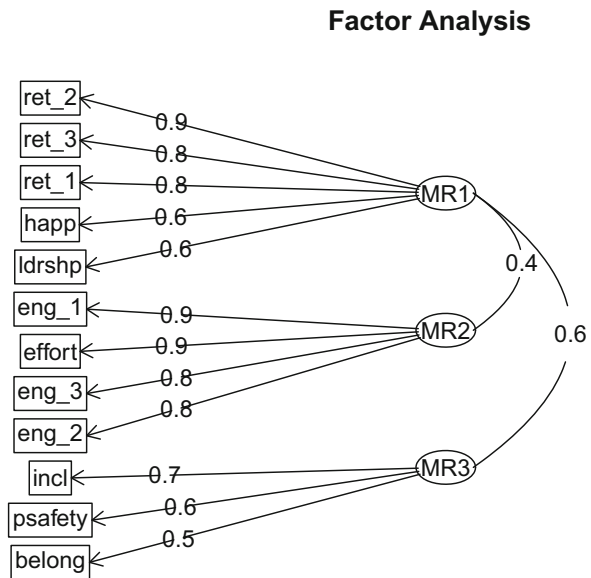 Factor Analysis
ret_2
0.9
ret_3
0.8
ret_1
0.8
MR1
happ
0.6
ldrshp
0.6
0.4
eng_1
0.9
MR2
effort
0.9
0.6
eng_3
0.8
eng_2
0.8
incl
0.7
MR3
psafety
0.6
belong
0.5